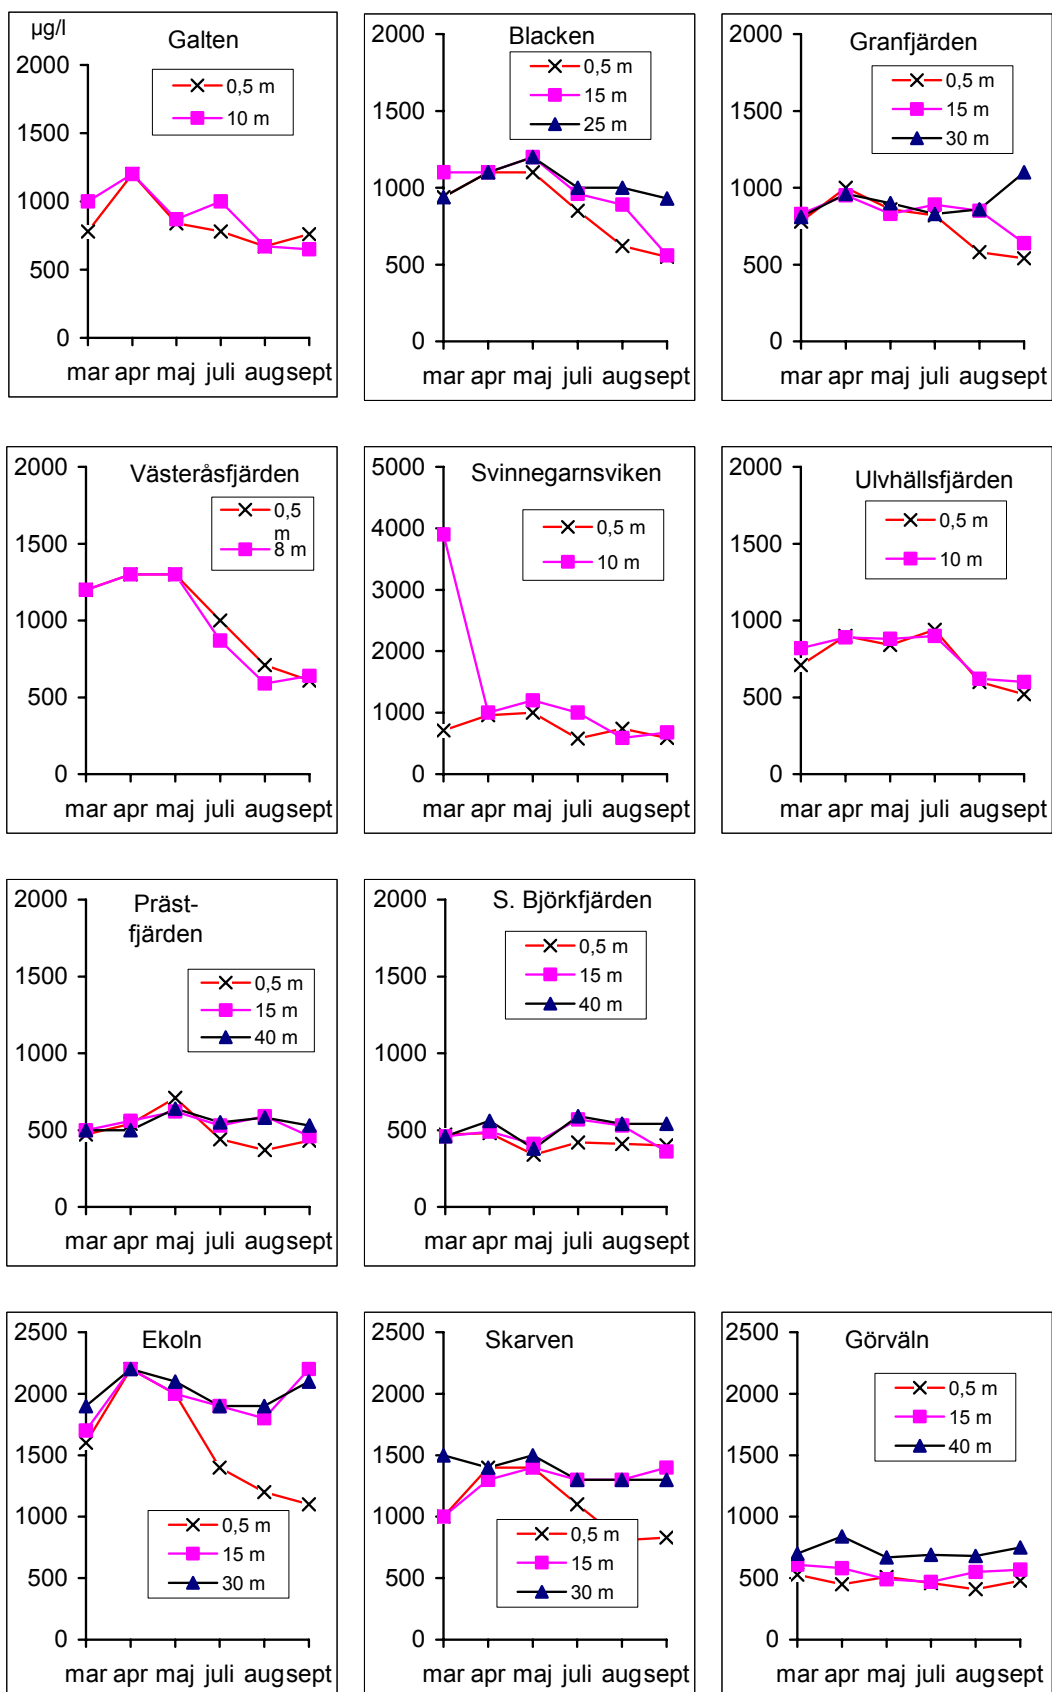 µg/l
Galten
2000
1500
1000
500
0
0,5 m
10 m
mar apr maj juli aug sept
Blacken
2000
1500
1000
500
0
0,5 m
15 m
25 m
mar apr maj juli aug sept
Granfjärden
2000
1500
1000
500
0
0,5 m
15 m
30 m
mar apr maj juli aug sept
Västeråsfjärden
2000
1500
1000
500
0
0,5
m
8 m
mar apr maj juli aug sept
Svinnegarnsviken
5000
4000
3000
2000
1000
0
0,5 m
10 m
mar apr maj juli aug sept
Ulvhällsfjärden
2000
1500
1000
500
0
0,5 m
10 m
mar apr maj juli aug sept
Präst-
fjärden
2000
1500
1000
500
0
0,5 m
15 m
40 m
mar apr maj juli aug sept
S. Björkfjärden
2000
1500
1000
500
0
0,5 m
15 m
40 m
mar apr maj juli aug sept
Ekoln
2500
2000
1500
1000
500
0
0,5 m
15 m
30 m
mar apr maj juli aug sept
Skarven
2500
2000
1500
1000
500
0
0,5 m
15 m
30 m
mar apr maj juli aug sept
Görväln
2500
2000
1500
1000
500
0
0,5 m
15 m
40 m
mar apr maj juli aug sept